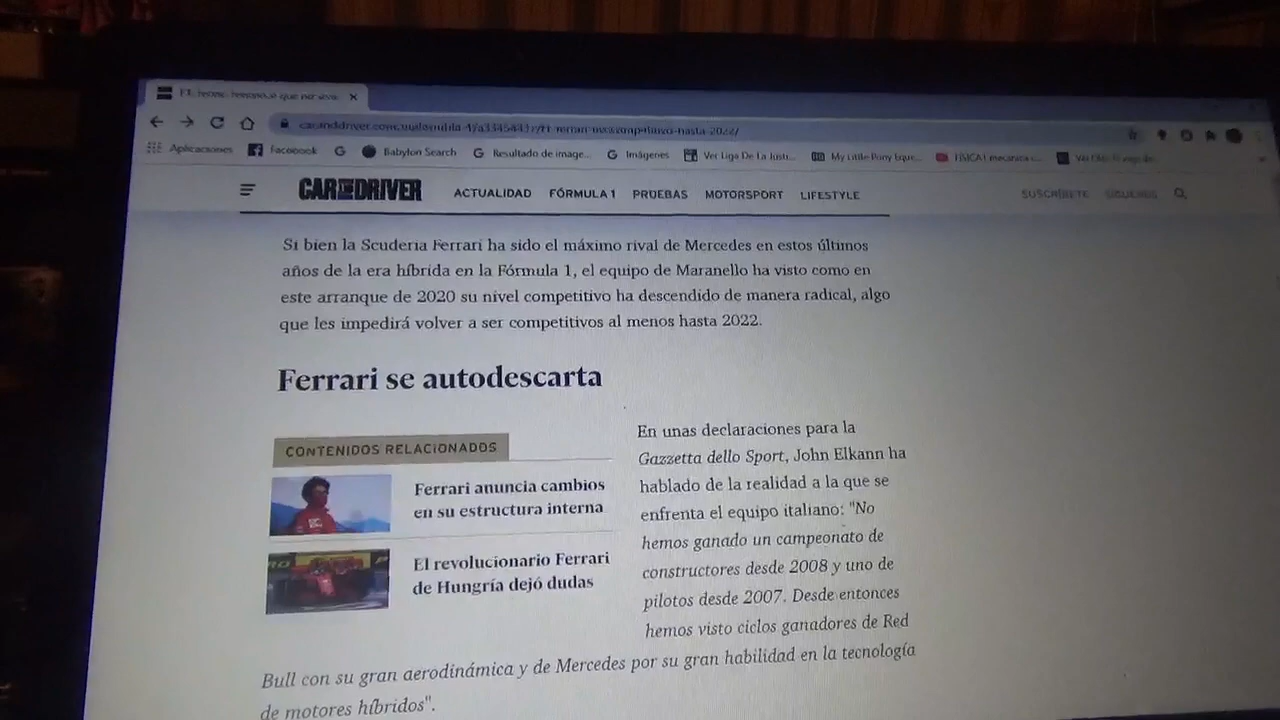 Aplicaciones Facebook G Babylon Search G Resultado de image... G Imágenes Ver Liga De La Justi... My Little Pony Eque...
CAR AND DRIVER ACTUALIDAD FÓRMULA 1 PRUEBAS MOTORSPORT LIFESTYLE SUSCRÍBETE SÍGUENOS
Si bien la Scuderia Ferrari ha sido el máximo rival de Mercedes en estos últimos
años de la era híbrida en la Fórmula 1, el equipo de Maranello ha visto como en
este arranque de 2020 su nivel competitivo ha descendido de manera radical, algo
que les impedirá volver a ser competitivos al menos hasta 2022.
Ferrari se autodescarta
CONTENIDOS RELACIONADOS
Ferrari anuncia cambios
en su estructura interna
El revolucionario Ferrari
de Hungría dejó dudas
En unas declaraciones para la
Gazzetta dello Sport, John Elkann ha
hablado de la realidad a la que se
enfrenta el equipo italiano: "No
hemos ganado un campeonato de
constructores desde 2008 y uno de
pilotos desde 2007. Desde entonces
hemos visto ciclos ganadores de Red
Bull con su gran aerodinámica y de Mercedes por su gran habilidad en la tecnología
de motores híbridos".